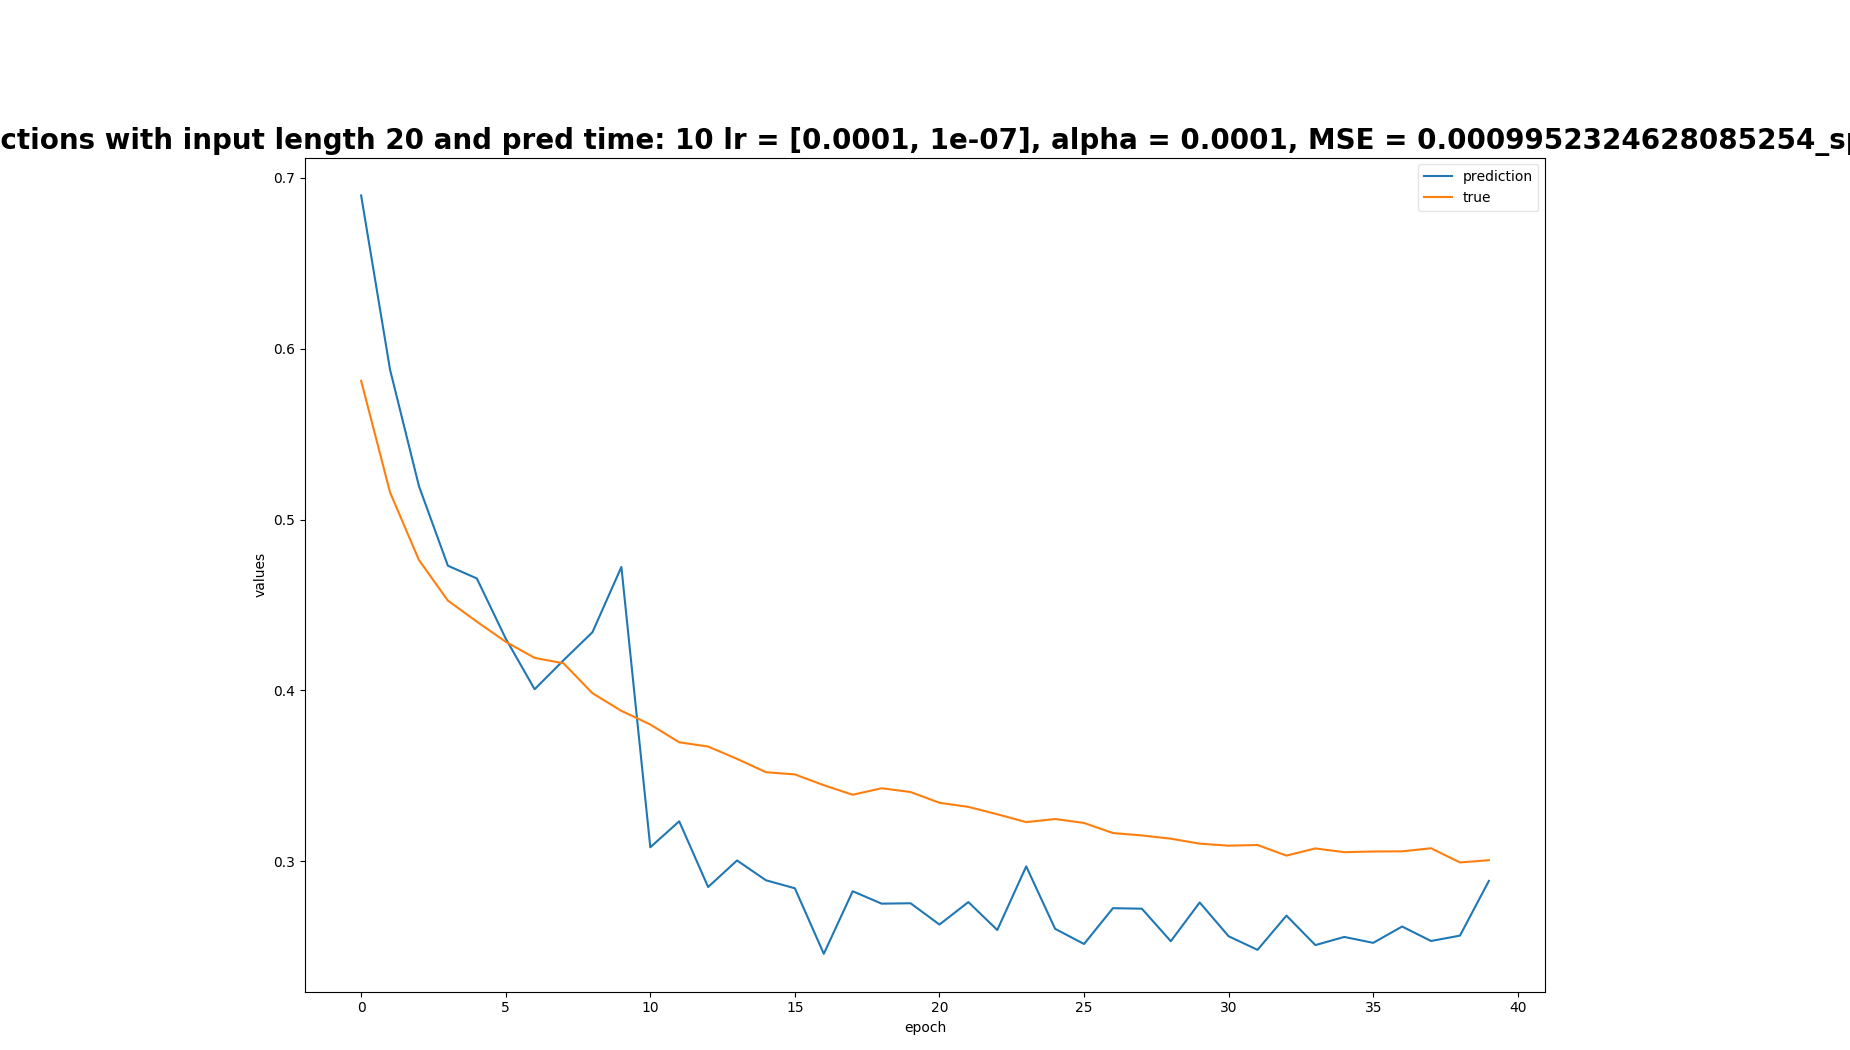 ctions with input length 20 and pred time: 10 lr = [0.0001, 1e-07], alpha = 0.0001, MSE = 0.0009952324628085254_sp
prediction
true
0.7
0.6
0.5
0.4
0.3
values
0 5 10 15 20 25 30 35 40
epoch